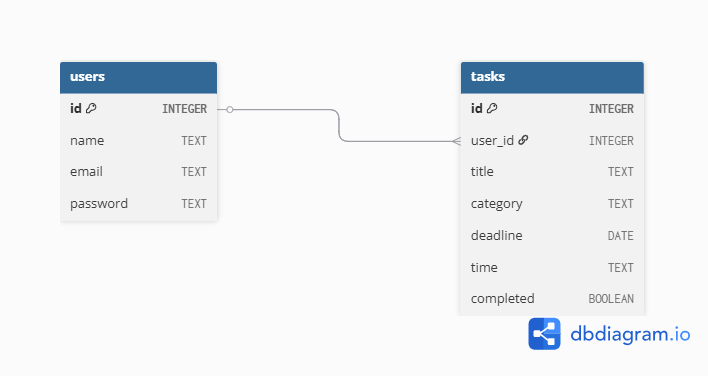 users
id INTEGER
name TEXT
email TEXT
password TEXT
tasks
id INTEGER
user_id INTEGER
title TEXT
category TEXT
deadline DATE
time TEXT
completed BOOLEAN
dbdiagram.io